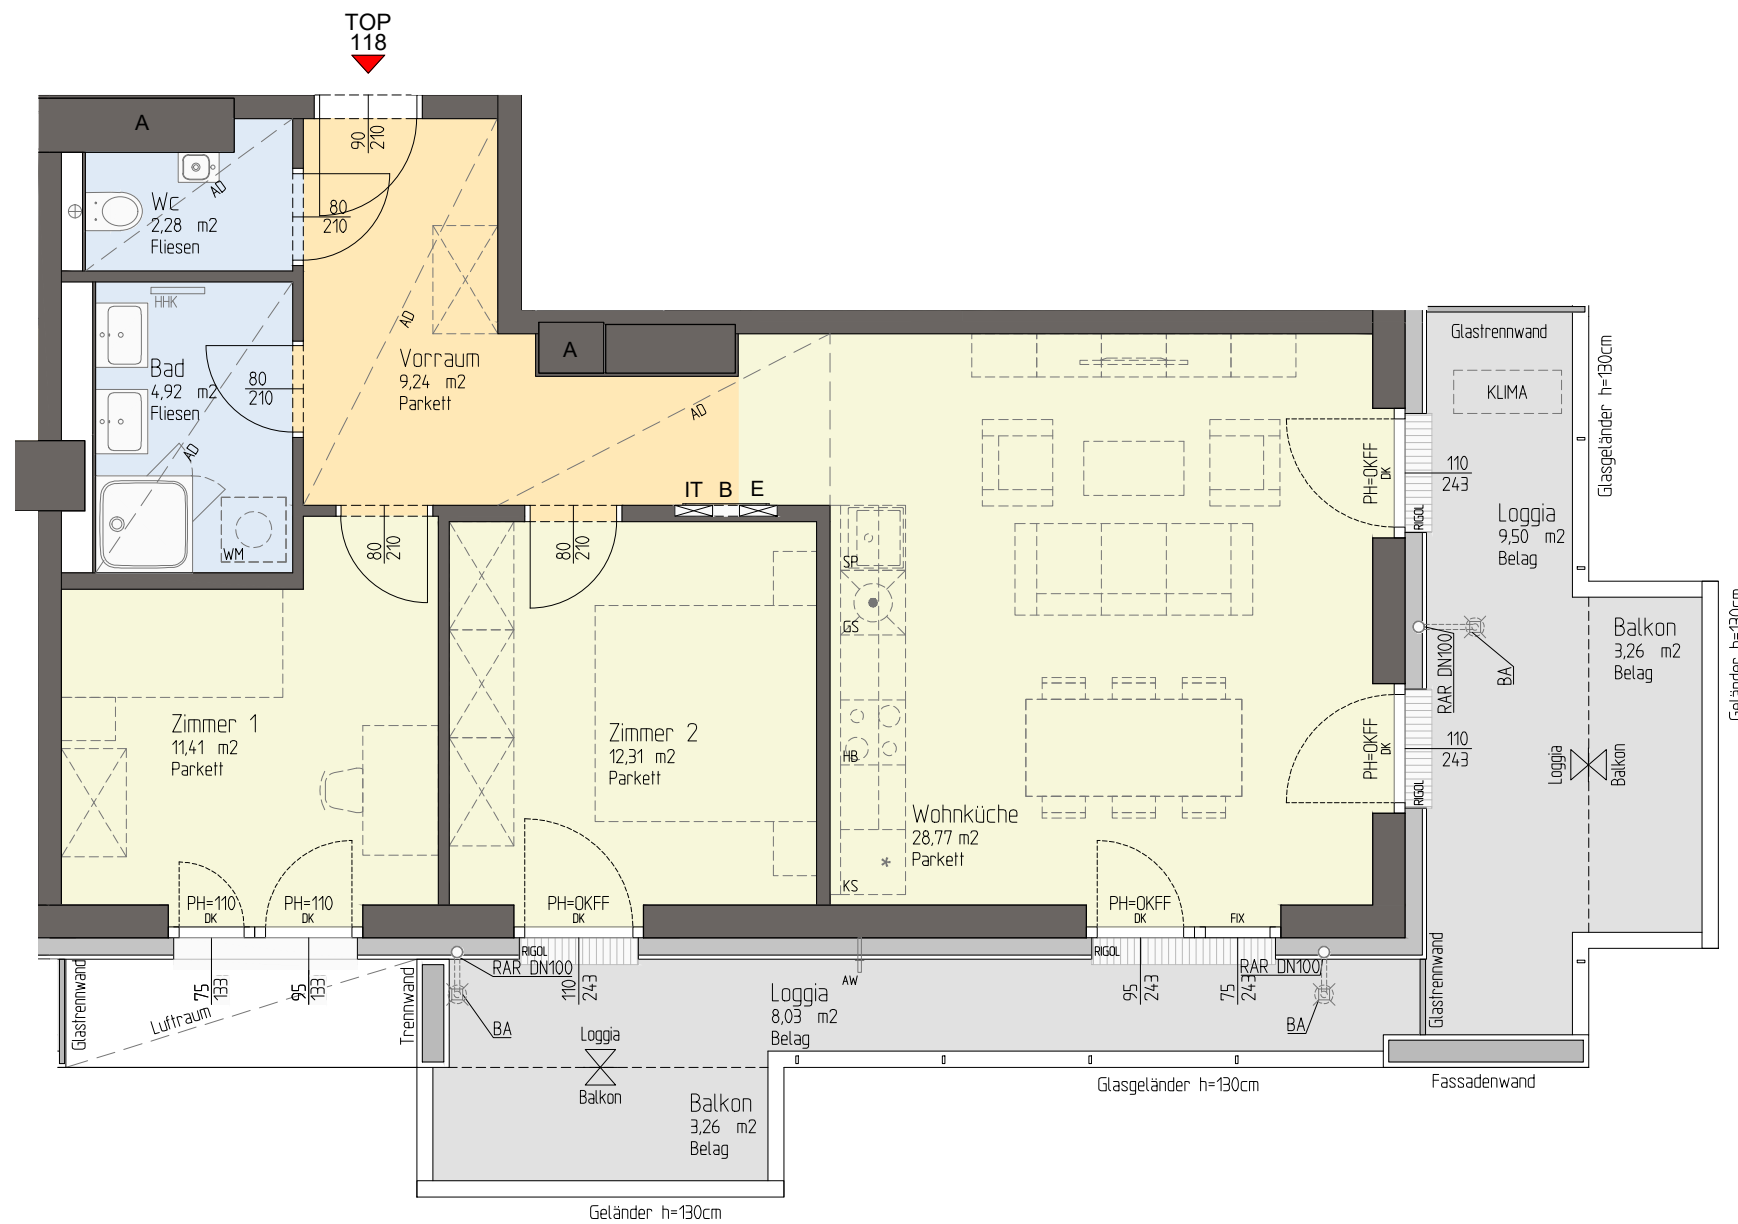 TOP
118
A
90
210
AD
Wc
2,28 m2
Fliesen
80
210
HHK
Bad
4,92 m2
Fliesen
80
210
AD
WM
AD
Vorraum
9,24 m2
Parkett
A
AD
IT B E
80
210
80
210
Zimmer 1
11,41 m2
Parkett
PH=110
DK
PH=110
DK
Zimmer 2
12,31 m2
Parkett
PH=OKFF
DK
SP
GS
HB
KS
*
Wohnküche
28,77 m2
Parkett
PH=OKFF
DK
FIX
PH=OKFF
DK
RIGOL
110
243
PH=OKFF
DK
RIGOL
110
243
Glastrennwand
KLIMA
Glasgeländer h=130cm
Loggia
9,50 m2
Belag
RAR DN100
BA
Balkon
3,26 m2
Belag
Geländer h=130cm
Loggia
Balkon
Glastrennwand
Fassadenwand
Glastrennwand
75
133
95
133
Luftraum
Trennwand
RIGOL
RAR DN100
110
243
BA
AW
Loggia
8,03 m2
Belag
RIGOL
95
243
75
243
RAR DN100
BA
Loggia
Balkon
Glasgeländer h=130cm
Balkon
3,26 m2
Belag
Geländer h=130cm